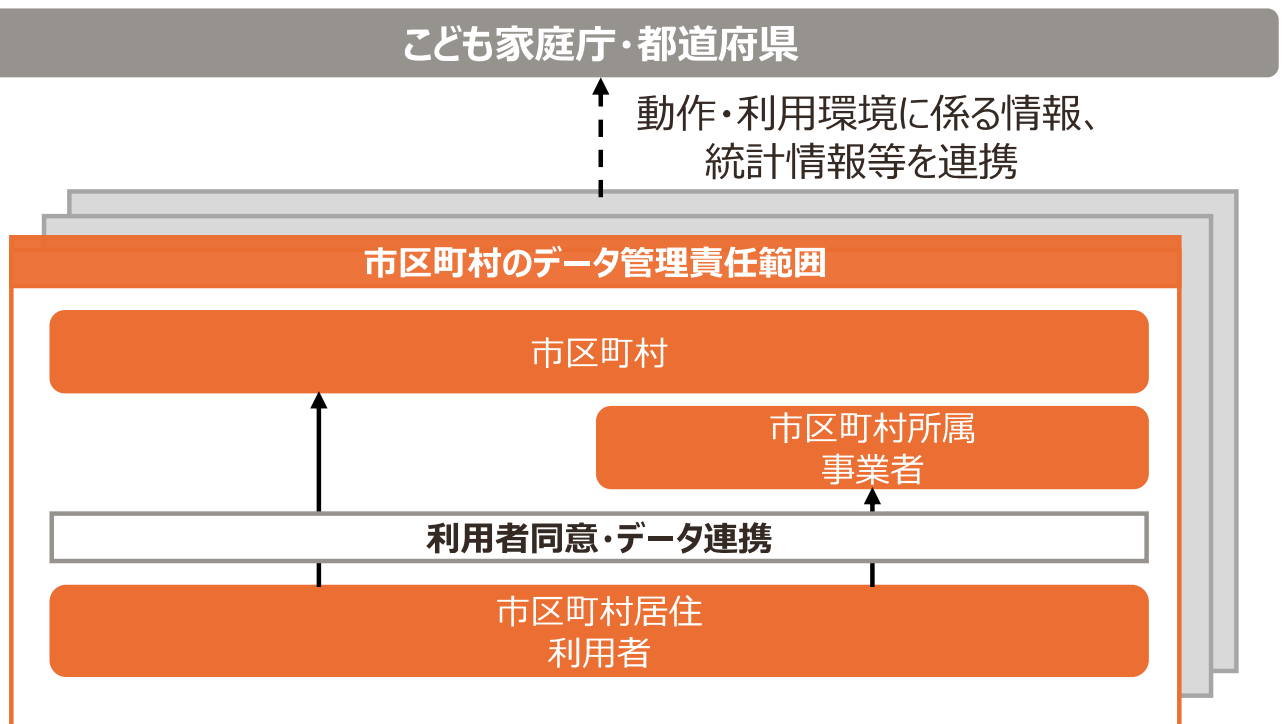 こども家庭庁・都道府県
動作・利用環境に係る情報、
統計情報等を連携
市区町村のデータ管理責任範囲
市区町村
市区町村所属
事業者
利用者同意・データ連携
市区町村居住
利用者